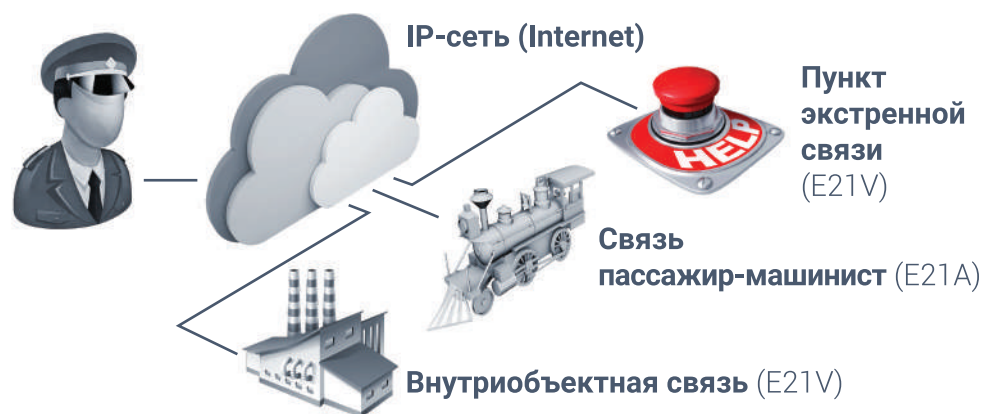 IP-сеть (Internet)
Пункт
экстренной
связи
(E21V)
HELP
Связь
пассажир-машинист (E21A)
Внутриобъектная связь (E21V)